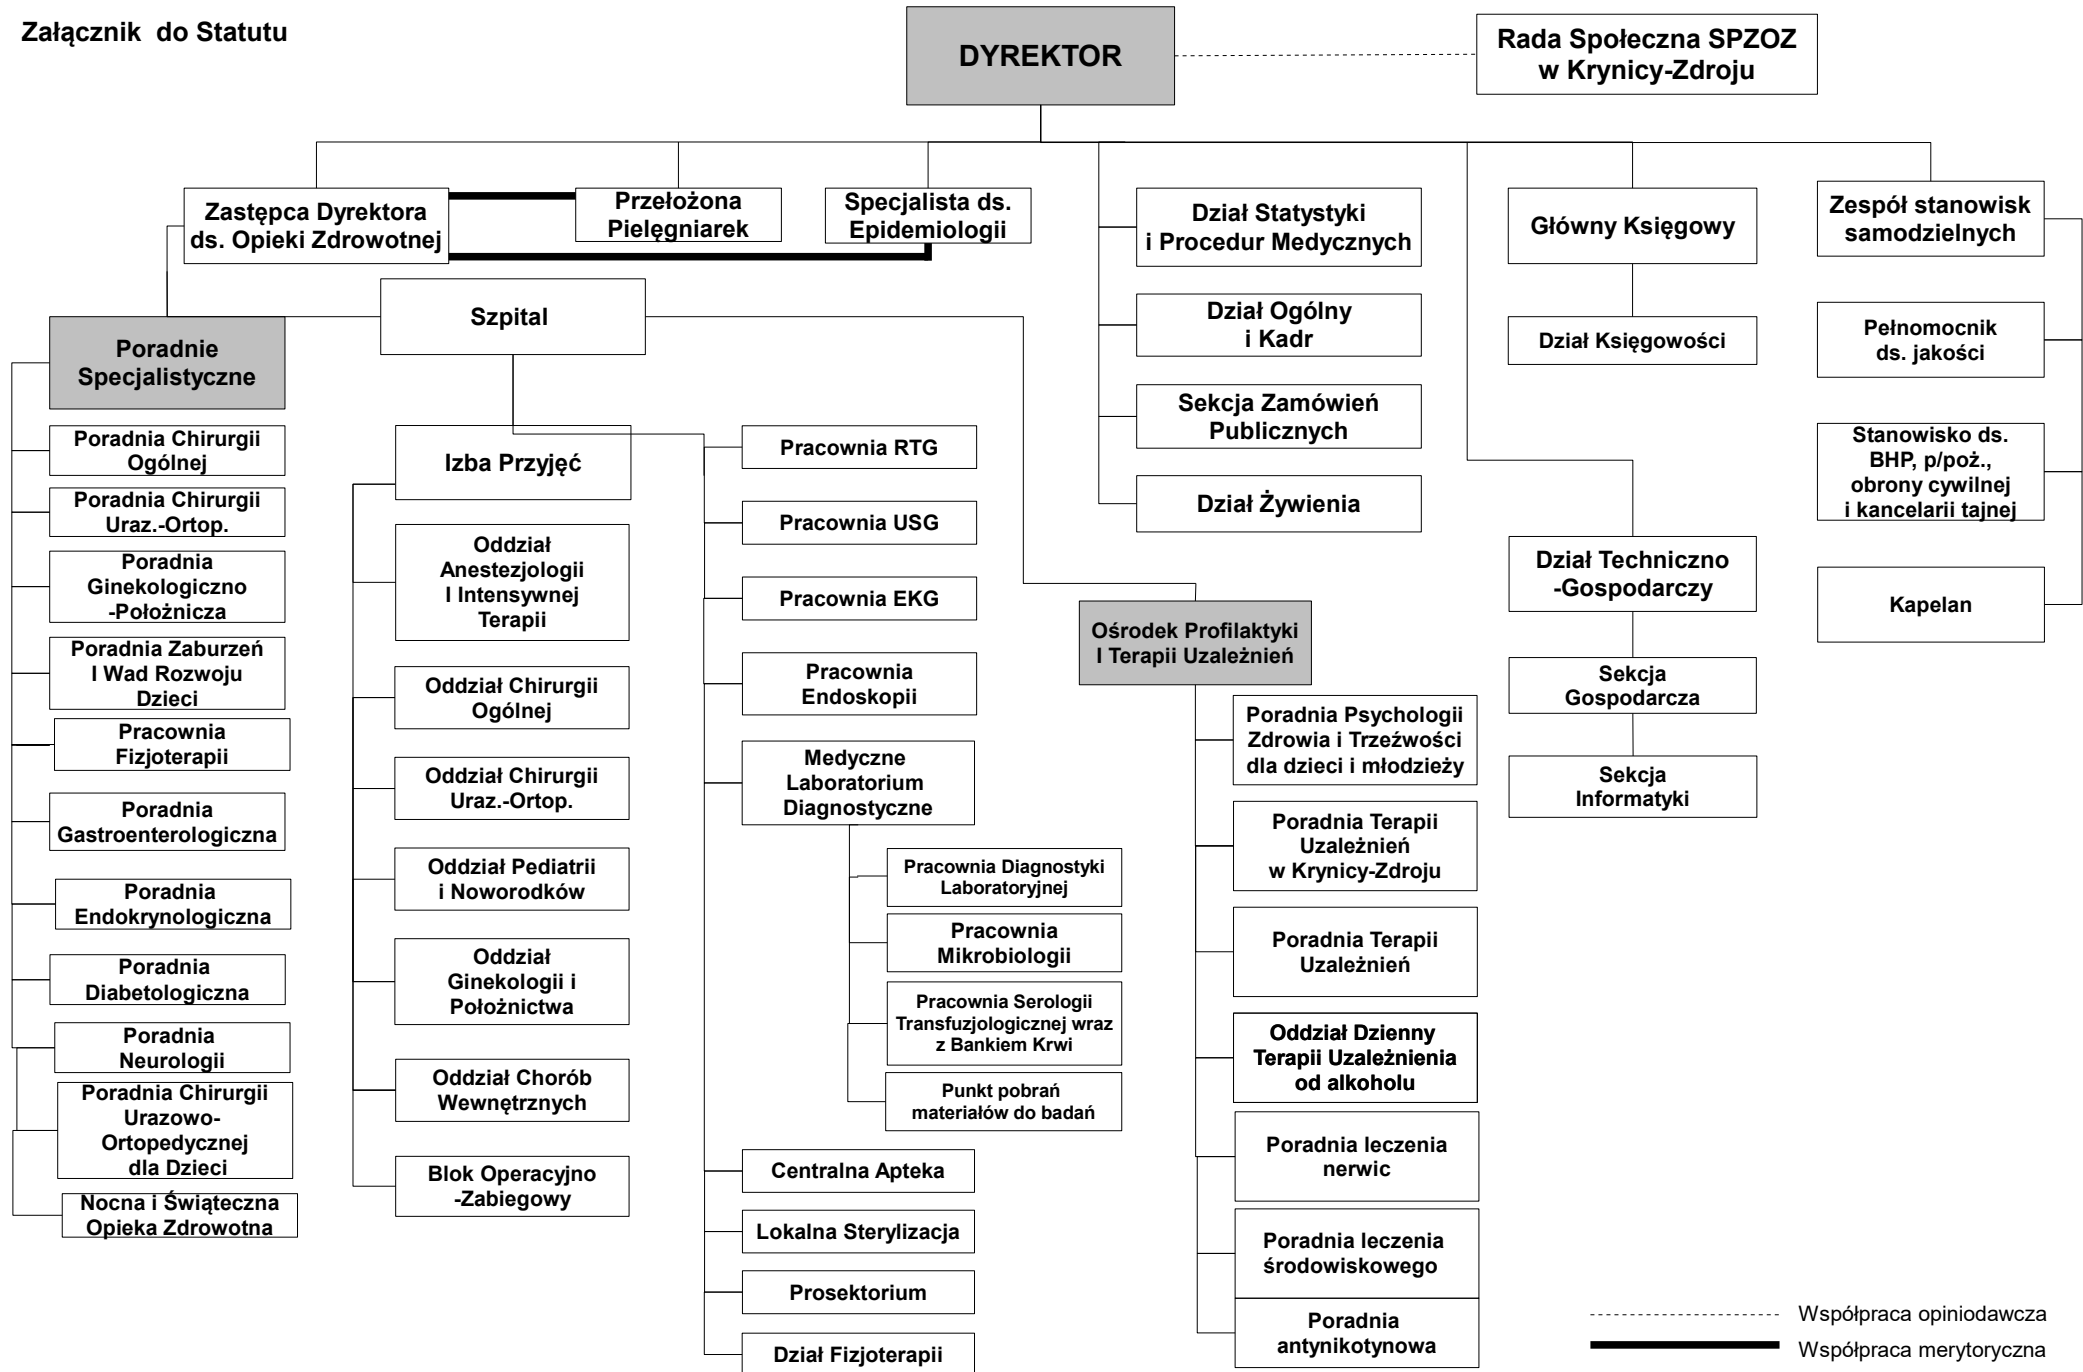 Załącznik do Statutu
DYREKTOR
Rada Społeczna SPZOZ
w Krynicy-Zdroju
Zastępca Dyrektora
ds. Opieki Zdrowotnej
Przełożona
Pielęgniarek
Specjalista ds.
Epidemiologii
Dział Statystyki
i Procedur Medycznych
Główny Księgowy
Zespół stanowisk
samodzielnych
Szpital
Poradnie
Specjalistyczne
Poradnia Chirurgii
Ogólnej
Poradnia Chirurgii
Uraz.-Ortop.
Poradnia
Ginekologiczno
-Położnicza
Poradnia Zaburzeń
I Wad Rozwoju
Dzieci
Pracownia
Fizjoterapii
Poradnia
Gastroenterologiczna
Poradnia
Endokrynologiczna
Poradnia
Diabetologiczna
Poradnia
Neurologii
Poradnia Chirurgii
Urazowo-
Ortopedycznej
dla Dzieci
Nocna i Świąteczna
Opieka Zdrowotna
Izba Przyjęć
Oddział
Anestezjologii
I Intensywnej
Terapii
Oddział Chirurgii
Ogólnej
Oddział Chirurgii
Uraz.-Ortop.
Oddział Pediatrii
i Noworodków
Oddział
Ginekologii i
Położnictwa
Oddział Chorób
Wewnętrznych
Blok Operacyjno
-Zabiegowy
Pracownia RTG
Pracownia USG
Pracownia EKG
Pracownia
Endoskopii
Medyczne
Laboratorium
Diagnostyczne
Pracownia Diagnostyki
Laboratoryjnej
Pracownia
Mikrobiologii
Pracownia Serologii
Transfuzjologicznej wraz
z Bankiem Krwi
Punkt pobrań
materiałów do badań
Centralna Apteka
Lokalna Sterylizacja
Prosektorium
Dział Fizjoterapii
Dział Ogólny
i Kadr
Sekcja Zamówień
Publicznych
Dział Żywienia
Ośrodek Profilaktyki
I Terapii Uzależnień
Poradnia Psychologii
Zdrowia i Trzeźwości
dla dzieci i młodzieży
Poradnia Terapii
Uzależnień
w Krynicy-Zdroju
Poradnia Terapii
Uzależnień
Oddział Dzienny
Terapii Uzależnienia
od alkoholu
Poradnia leczenia
nerwic
Poradnia leczenia
środowiskowego
Poradnia
antynikotynowa
Dział Księgowości
Dział Techniczno
-Gospodarczy
Sekcja
Gospodarcza
Sekcja
Informatyki
Pełnomocnik
ds. jakości
Stanowisko ds.
BHP, p/poż.,
obrony cywilnej
i kancelarii tajnej
Kapelan
Współpraca opiniodawcza
Współpraca merytoryczna